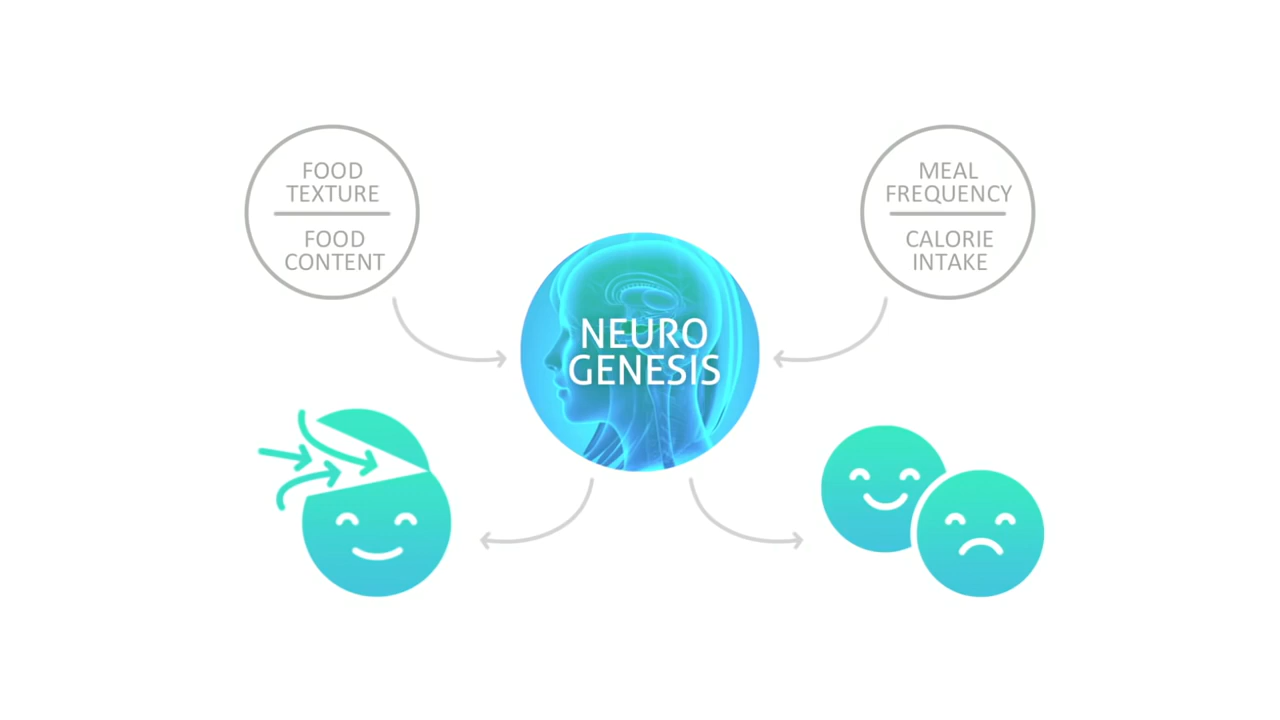 FOOD
TEXTURE
FOOD
CONTENT
MEAL
FREQUENCY
CALORIE
INTAKE
NEURO
GENESIS